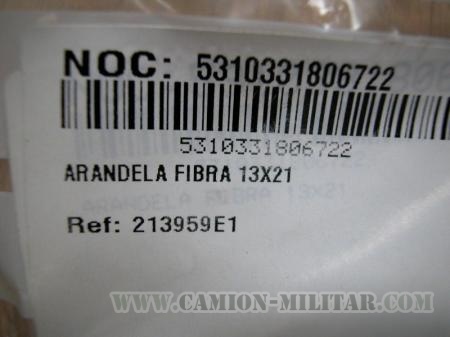 NOC: 5310331806722
5310331806722
ARANDELA FIBRA 13X21
Ref: 213959E1
WWW.CAMION-MILITAR.COM